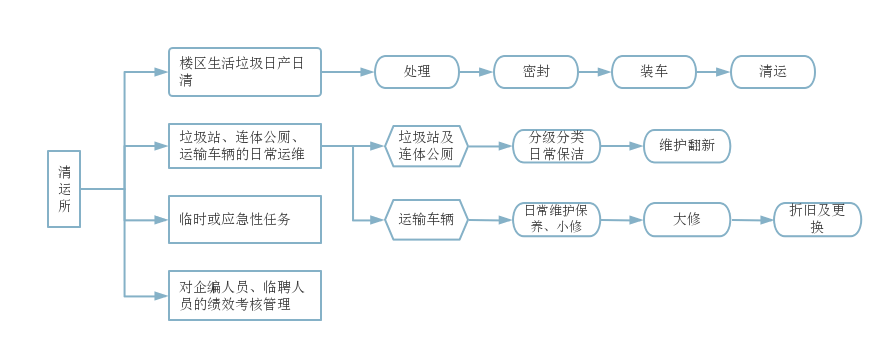 清
运
所
楼区生活垃圾日产日
清
处理
密封
装车
清运
垃圾站、连体公厕、
运输车辆的日常运维
垃圾站及
连体公厕
分级分类
日常保洁
维护翻新
临时或应急性任务
运输车辆
日常维护保
养、小修
大修
折旧及更
换
对企编人员、临聘人
员的绩效考核管理